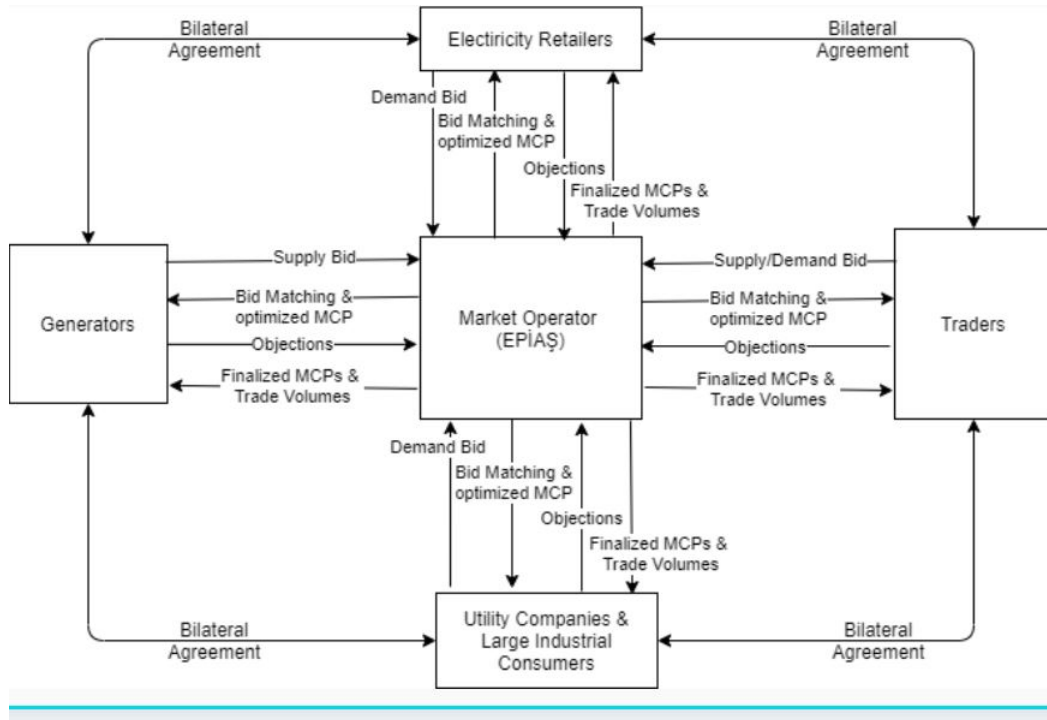 Bilateral
Agreement
Electricity Retailers
Bilateral
Agreement
Demand Bid
Bid Matching &
optimized MCP
Objections
Finalized MCPs &
Trade Volumes
Generators
Supply Bid
Bid Matching &
optimized MCP
Objections
Finalized MCPs &
Trade Volumes
Market Operator
(EPİAŞ)
Supply/Demand Bid
Bid Matching &
optimized MCP
Objections
Finalized MCPs &
Trade Volumes
Traders
Demand Bid
Bid Matching &
optimized MCP
Objections
Finalized MCPs &
Trade Volumes
Bilateral
Agreement
Utility Companies &
Large Industrial
Consumers
Bilateral
Agreement